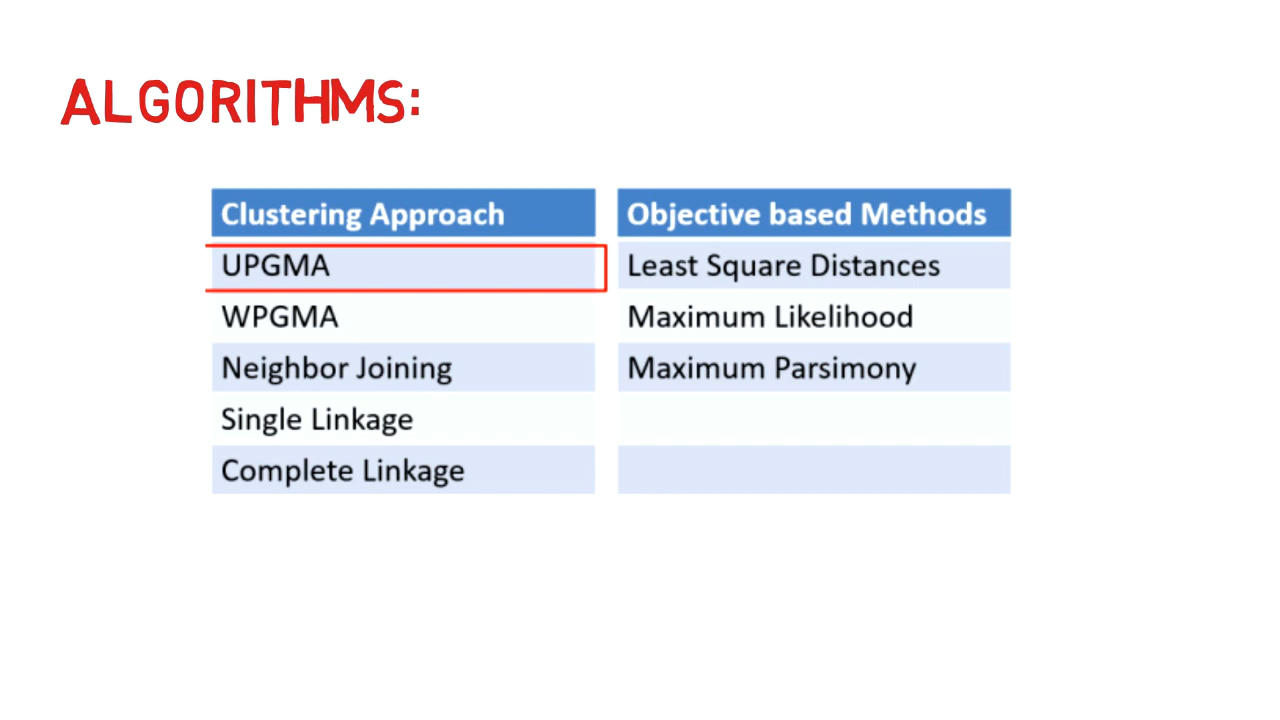 ALGORITHMS:
Clustering Approach Objective based Methods
UPGMA Least Square Distances
WPGMA Maximum Likelihood
Neighbor Joining Maximum Parsimony
Single Linkage
Complete Linkage